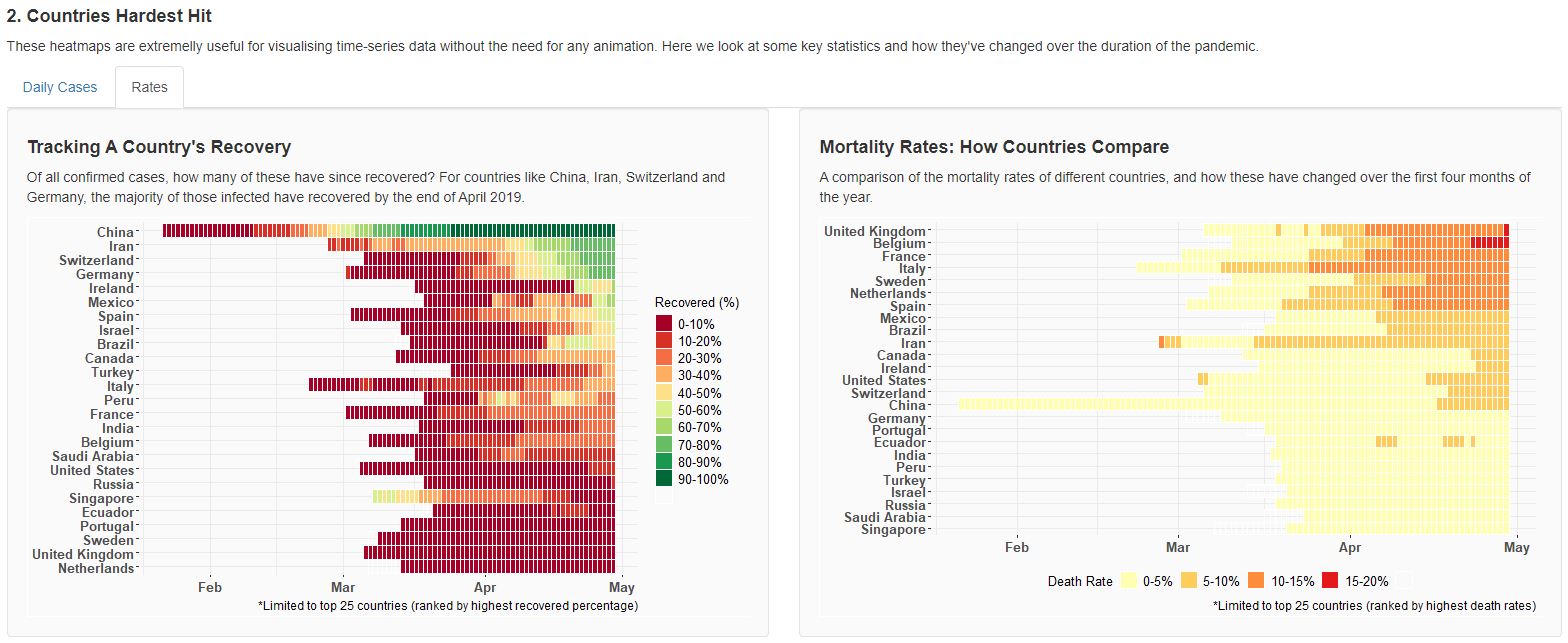 2. Countries Hardest Hit
These heatmaps are extremelly useful for visualising time-series data without the need for any animation. Here we look at some key statistics and how they've changed over the duration of the pandemic.
Daily Cases
Rates
Tracking A Country's Recovery
Of all confirmed cases, how many of these have since recovered? For countries like China, Iran, Switzerland and
Germany, the majority of those infected have recovered by the end of April 2019.
China
Iran
Switzerland
Germany
Ireland
Mexico
Spain
Israel
Brazil
Canada
Turkey
Italy
Peru
France
India
Belgium
Saudi Arabia
United States
Russia
Singapore
Ecuador
Portugal
Sweden
United Kingdom
Netherlands
Feb Mar Apr May
Recovered (%)
0-10%
10-20%
20-30%
30-40%
40-50%
50-60%
60-70%
70-80%
80-90%
90-100%
*Limited to top 25 countries (ranked by highest recovered percentage)
Mortality Rates: How Countries Compare
A comparison of the mortality rates of different countries, and how these have changed over the first four months of
the year.
United Kingdom
Belgium
France
Italy
Sweden
Netherlands
Spain
Mexico
Brazil
Iran
Canada
Ireland
United States
Switzerland
China
Germany
Portugal
Ecuador
India
Peru
Turkey
Israel
Russia
Saudi Arabia
Singapore
Feb Mar Apr May
Death Rate 0-5% 5-10% 10-15% 15-20%
*Limited to top 25 countries (ranked by highest death rates)